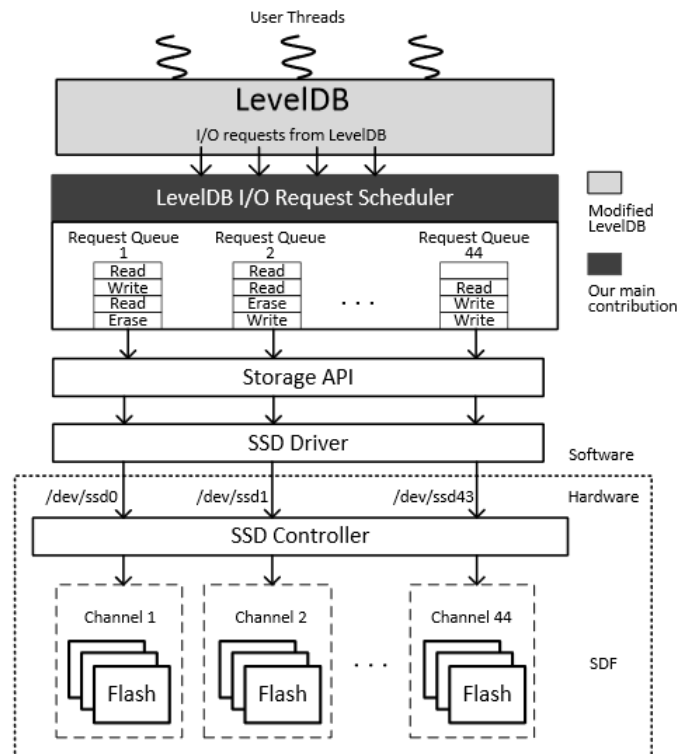 User Threads
LevelDB
I/O requests from LevelDB
LevelDB I/O Request Scheduler
Request Queue
1
Read
Write
Read
Erase
Request Queue
2
Read
Read
Erase
Write
. . .
Request Queue
44
Read
Write
Write
Modified
LevelDB
Our main
contribution
Storage API
SSD Driver
Software
/dev/ssd0
/dev/ssd1
/dev/ssd43
Hardware
SSD Controller
Channel 1
Flash
Channel 2
Flash
. . .
Channel 44
Flash
SDF